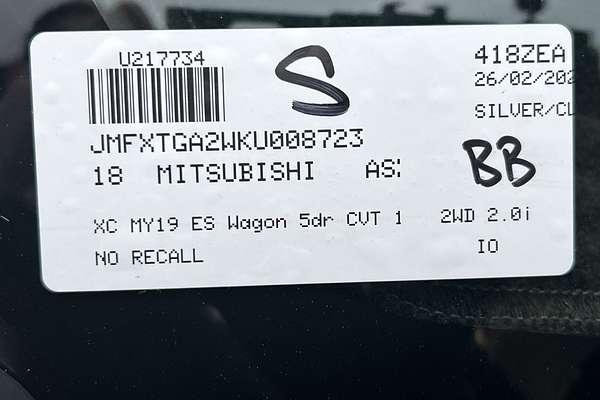 U217734
S
418ZEA
26/02/202
SILVER/CL
JMFXTGA2WKU008723
18 MITSUBISHI AS
BB
XC MY19 ES Wagon 5dr CVT 1 2WD 2.0i
NO RECALL
IO